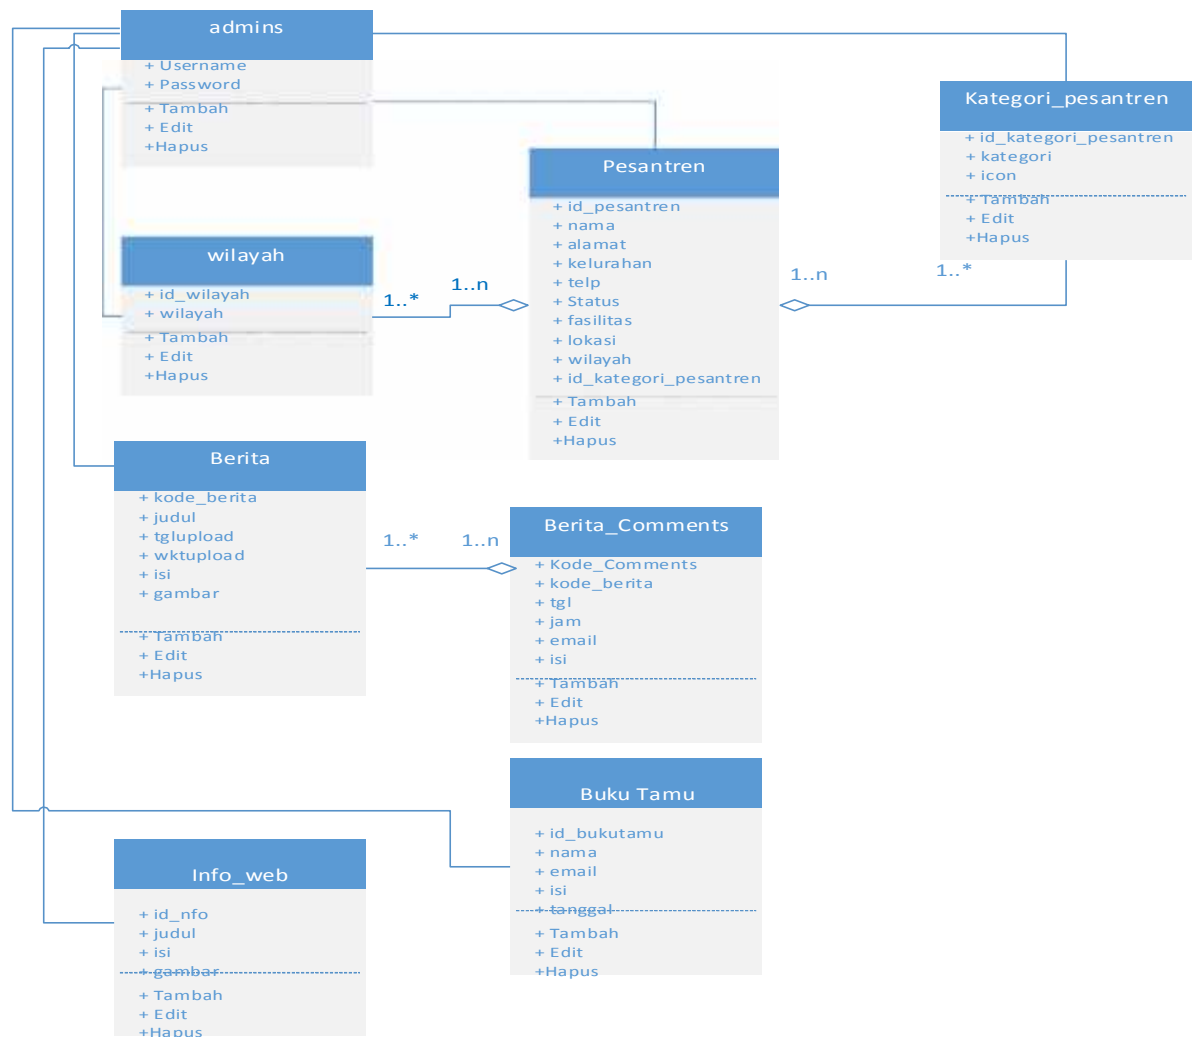 admins
+ Username
+ Password
+ Tambah
+ Edit
+Hapus
Kategori_pesantren
+ id_kategori_pesantren
+ kategori
+ icon
+ Tambah
+ Edit
+Hapus
Pesantren
+ id_pesantren
+ nama
+ alamat
+ kelurahan
+ telp
+ Status
+ fasilitas
+ lokasi
+ wilayah
+ id_kategori_pesantren
+ Tambah
+ Edit
+Hapus
wilayah
+ id_wilayah
+ wilayah
+ Tambah
+ Edit
+Hapus
1..*
1..n
1..n
1..*
Berita
+ kode_berita
+ judul
+ tglupload
+ wktupload
+ isi
+ gambar
+ Tambah
+ Edit
+Hapus
1..*
1..n
Berita_Comments
+ Kode_Comments
+ kode_berita
+ tgl
+ jam
+ email
+ isi
+ Tambah
+ Edit
+Hapus
Buku Tamu
+ id_bukutamu
+ nama
+ email
+ isi
+ tanggal
+ Tambah
+ Edit
+Hapus
Info_web
+ id_nfo
+ judul
+ isi
+ gambar
+ Tambah
+ Edit
+Hapus